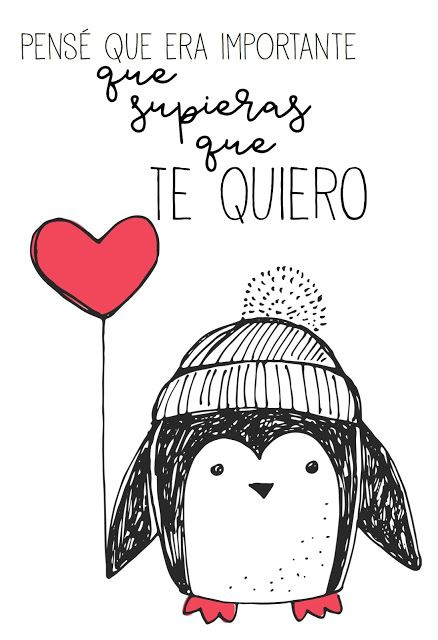 PENSÉ QUE ERA IMPORTANTE
que
supieras
que
TE QUIERO